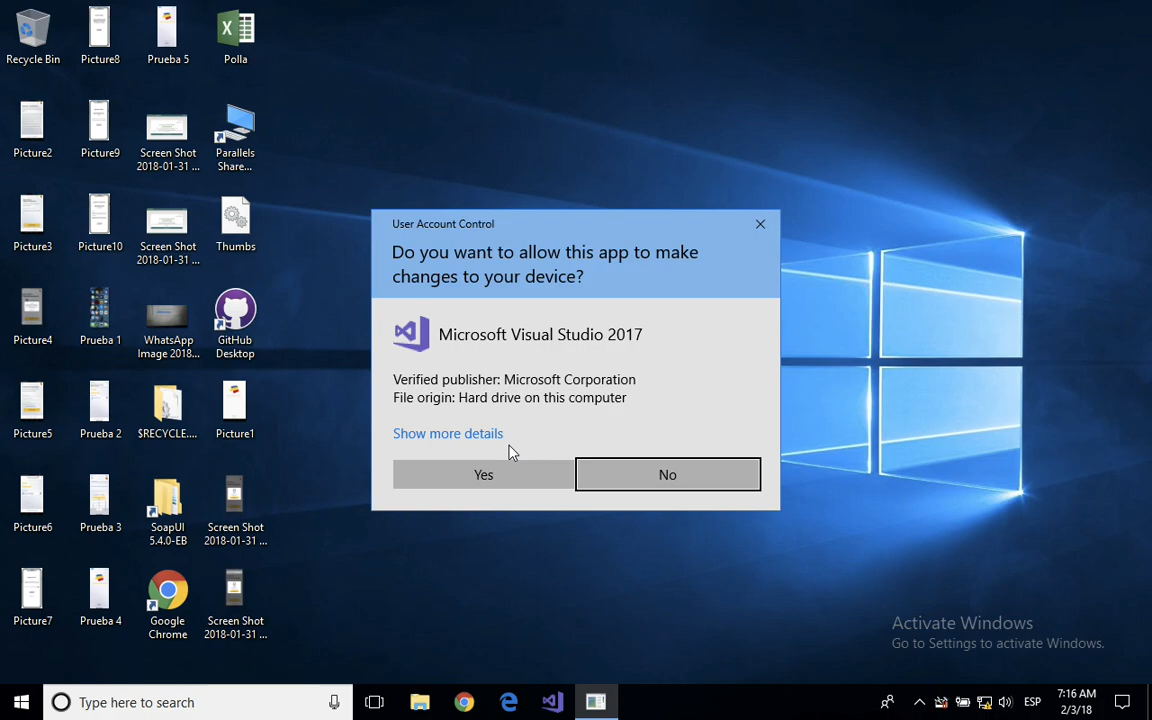 Recycle Bin
Picture8
Prueba 5
Polla
Picture2
Picture9
Screen Shot
2018-01-31 ...
Parallels
Share...
Picture3
Picture10
Screen Shot
2018-01-31 ...
Thumbs
Picture4
Prueba 1
WhatsApp
Image 2018...
GitHub
Desktop
Picture5
Prueba 2
$RECYCLE....
Picture1
Picture6
Prueba 3
SoapUI
5.4.0-EB
Screen Shot
2018-01-31 ...
Picture7
Prueba 4
Google
Chrome
Screen Shot
2018-01-31 ...
User Account Control
Do you want to allow this app to make
changes to your device?
Microsoft Visual Studio 2017
Verified publisher: Microsoft Corporation
File origin: Hard drive on this computer
Show more details
Yes
No
Activate Windows
Go to Settings to activate Windows.
Type here to search
ESP
7:16 AM
2/3/18